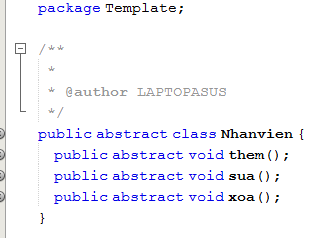 package Template;
/**
*
* @author LAPTOPASUS
*/
public abstract class Nhanvien {
public abstract void them();
public abstract void sua();
public abstract void xoa();
}